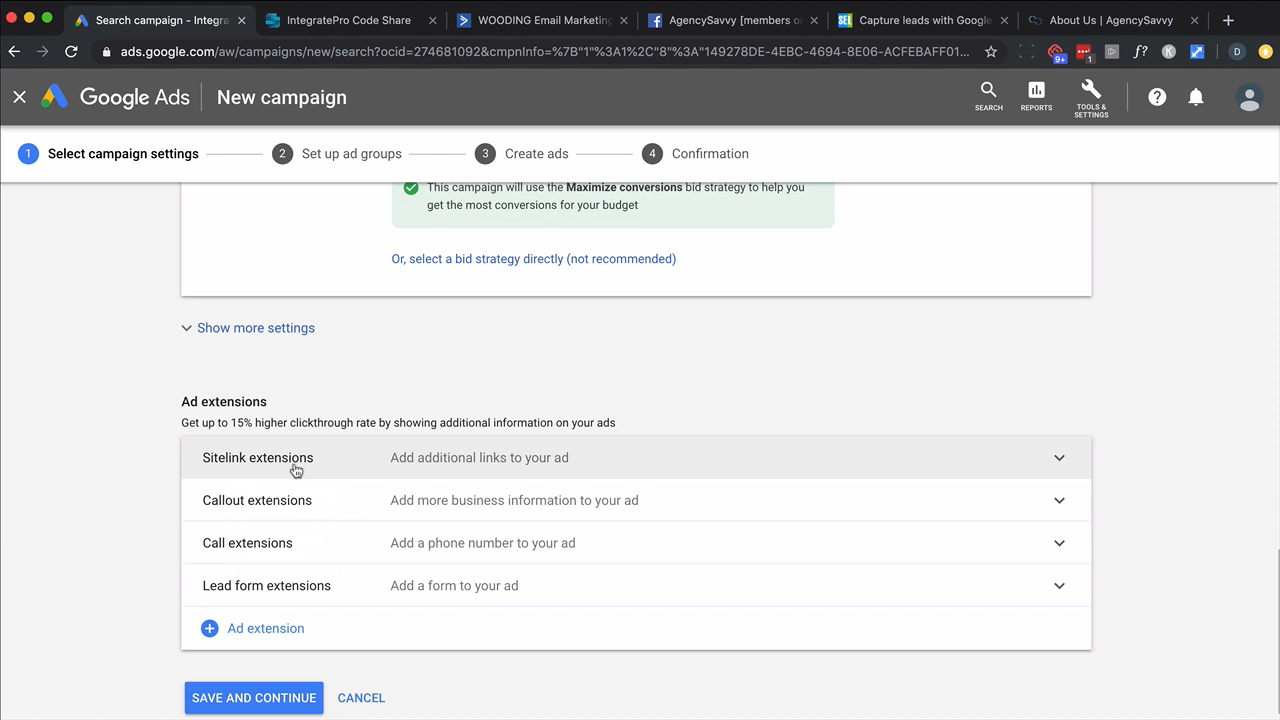 Search campaign - Integra
IntegratePro Code Share
WOODING Email Marketing
AgencySavvy [members o
SEL
Capture leads with Google
About Us | AgencySavvy
ads.google.com/aw/campaigns/new/search?ocid=274681092&cmpnInfo=%7B"1"%3A1%2C"8"%3A"149278DE-4EBC-4694-8E06-ACFEBAFF01...
9+
1
f?
K
D
Google Ads
New campaign
SEARCH
REPORTS
TOOLS &
SETTINGS
1 Select campaign settings
2 Set up ad groups
3 Create ads
4 Confirmation
This campaign will use the Maximize conversions bid strategy to help you
get the most conversions for your budget
Or, select a bid strategy directly (not recommended)
Show more settings
Ad extensions
Get up to 15% higher clickthrough rate by showing additional information on your ads
Sitelink extensions Add additional links to your ad
Callout extensions Add more business information to your ad
Call extensions Add a phone number to your ad
Lead form extensions Add a form to your ad
Ad extension
SAVE AND CONTINUE CANCEL